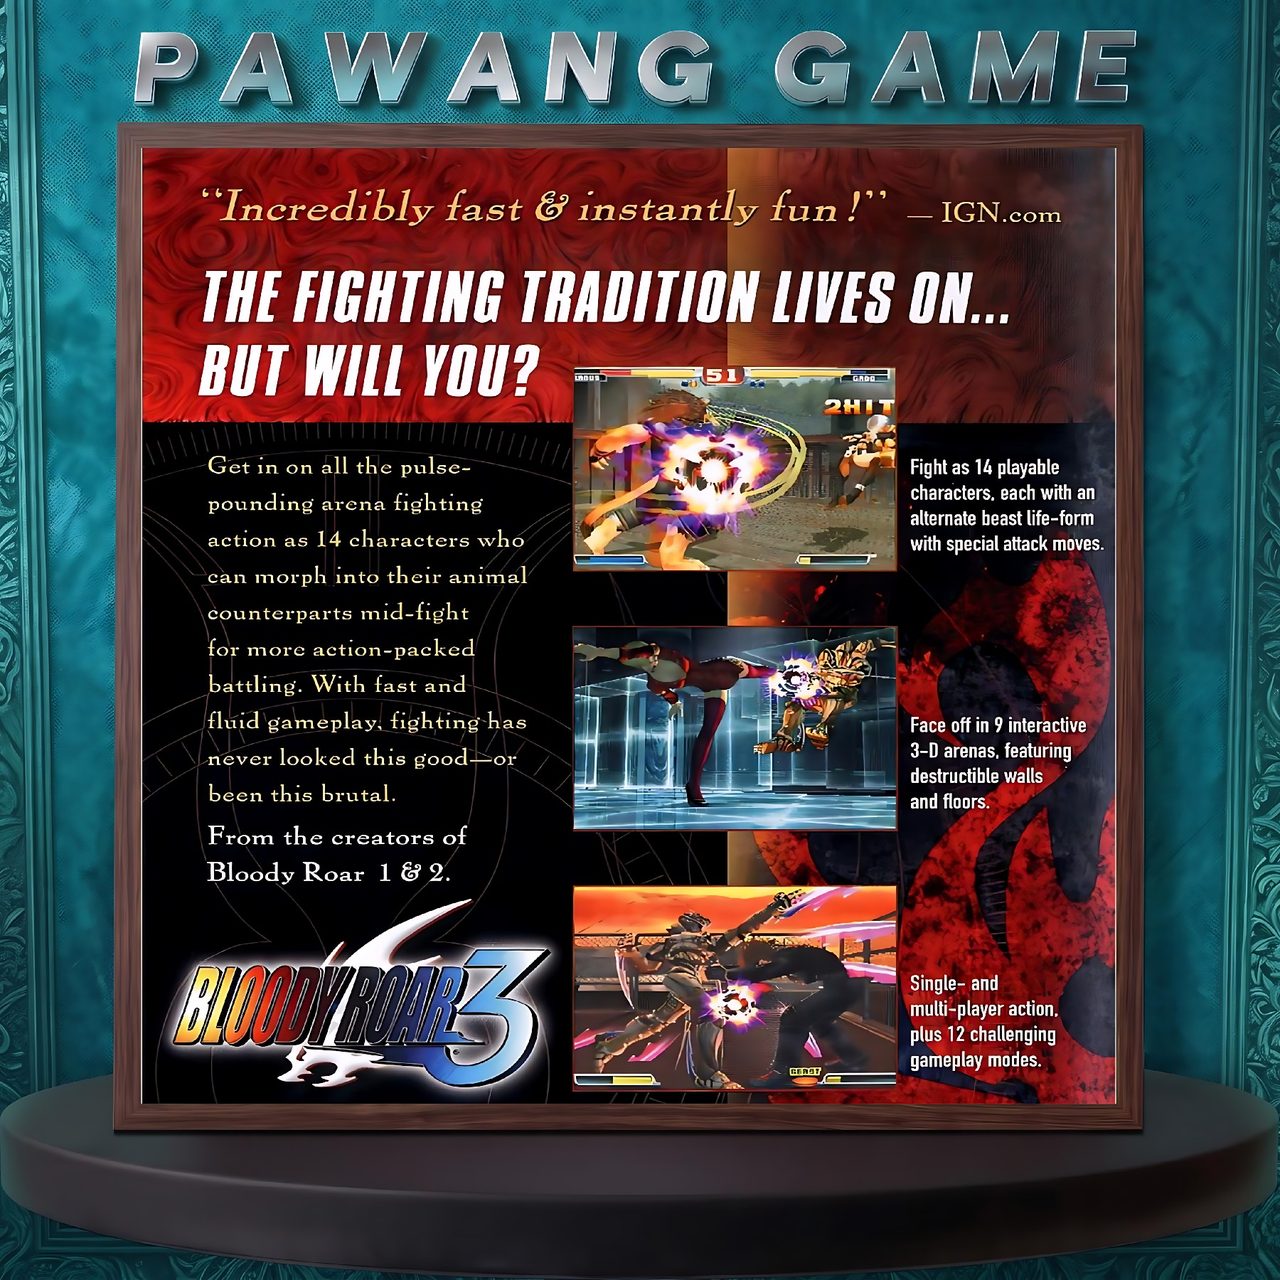 PAWANG GAME
“Incredibly fast & instantly fun!” — IGN.com
THE FIGHTING TRADITION LIVES ON...
BUT WILL YOU?
Get in on all the pulse-
pounding arena fighting
action as 14 characters who
can morph into their animal
counterparts mid-fight
for more action-packed
battling. With fast and
fluid gameplay, fighting has
never looked this good—or
been this brutal.
From the creators of
Bloody Roar 1 & 2.
BLOODY ROAR 3
51
GADO
2HIT
Fight as 14 playable
characters, each with an
alternate beast life-form
with special attack moves.
Face off in 9 interactive
3-D arenas, featuring
destructible walls
and floors.
BEAST
Single- and
multi-player action,
plus 12 challenging
gameplay modes.